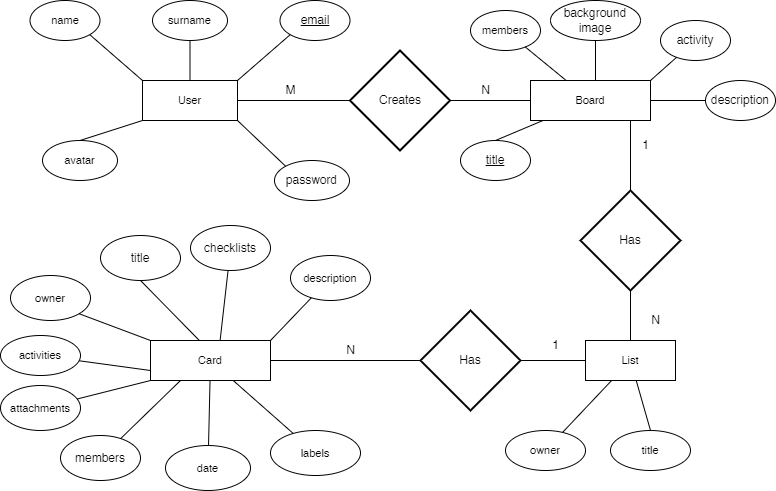 name
surname
email
members
background
image
activity
User
M
Creates
N
Board
description
avatar
password
title
1
Has
title
checklists
description
owner
N
activities
Card
N
Has
1
List
attachments
members
date
labels
owner
title